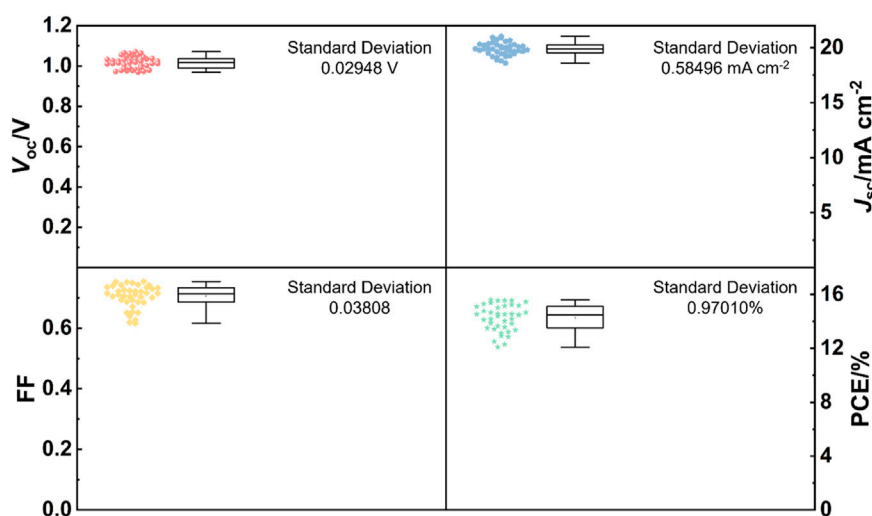 1.2
1.0
0.8
0.6
0.4
0.2
Voc/V
Standard Deviation
0.02948 V
Standard Deviation
0.58496 mA cm⁻²
20
15
10
5
Jsc/mA cm⁻²
0.6
0.4
0.2
0.0
FF
Standard Deviation
0.03808
Standard Deviation
0.97010%
16
12
8
4
0
PCE/%